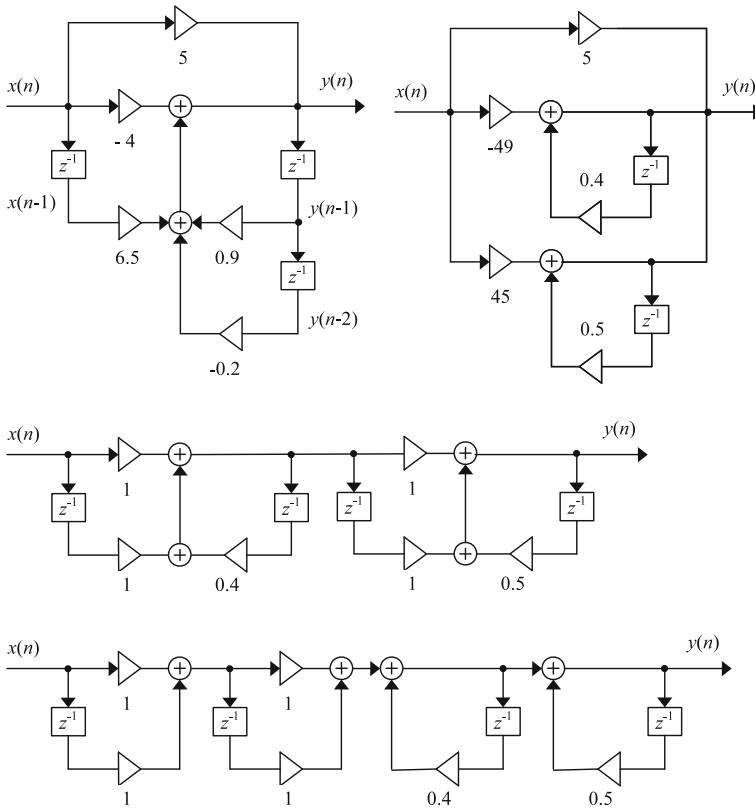 5
x(n)
y(n)
- 4
z⁻¹
z⁻¹
x(n-1)
y(n-1)
6.5
0.9
z⁻¹
y(n-2)
-0.2
5
x(n)
y(n)
-49
z⁻¹
0.4
45
z⁻¹
0.5
x(n)
y(n)
1
1
z⁻¹
z⁻¹
z⁻¹
z⁻¹
1
0.4
1
0.5
x(n)
y(n)
1
1
z⁻¹
z⁻¹
z⁻¹
z⁻¹
1
1
0.4
0.5